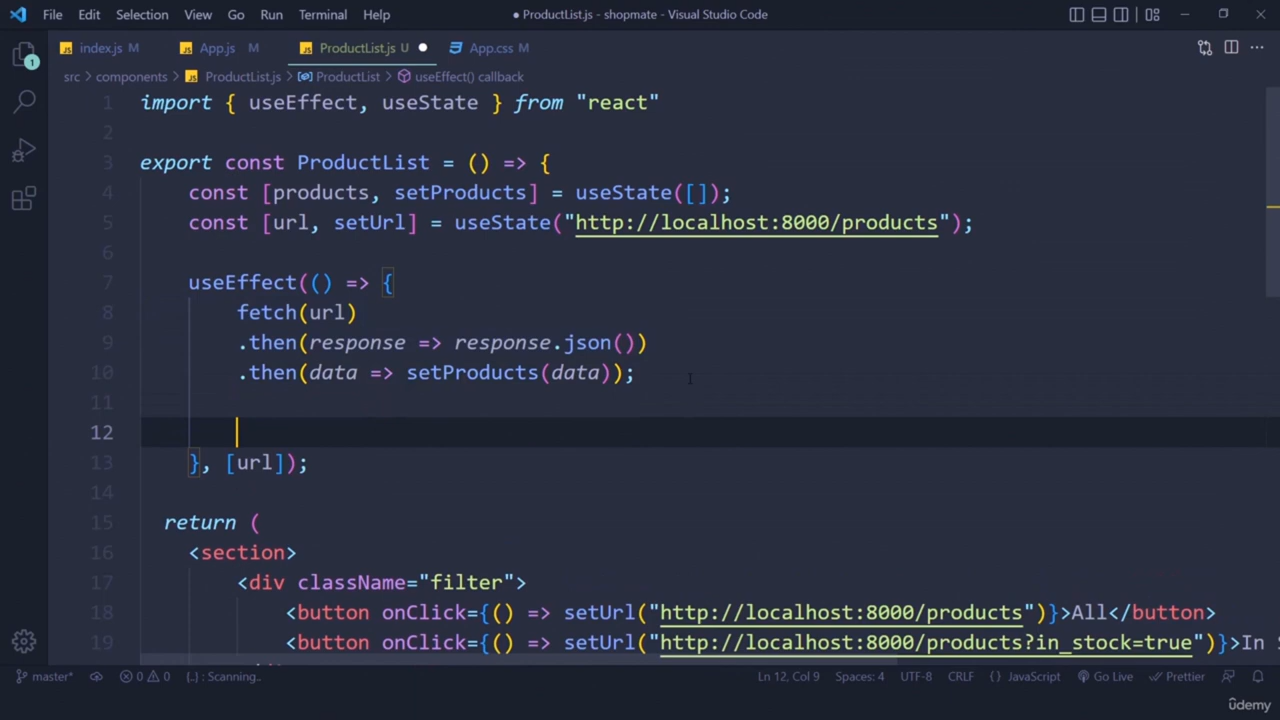 File Edit Selection View Go Run Terminal Help
● ProductList.js - shopmate - Visual Studio Code
JS index.js M JS App.js M JS ProductList.js U ● App.css M
src > components > JS ProductList.js > ProductList > useEffect() callback
1 import { useEffect, useState } from "react"
2
3 export const ProductList = () => {
4 const [products, setProducts] = useState([]);
5 const [url, setUrl] = useState("http://localhost:8000/products");
6
7 useEffect(() => {
8 fetch(url)
9 .then(response => response.json())
10 .then(data => setProducts(data));
11
12
13 }, [url]);
14
15 return (
16 <section>
17 <div className="filter">
18 <button onClick={() => setUrl("http://localhost:8000/products")}>All</button>
19 <button onClick={() => setUrl("http://localhost:8000/products?in_stock=true")}>In
1
master* 0 0 [..] : Scanning.. Ln 12, Col 9 Spaces: 4 UTF-8 CRLF {} JavaScript Go Live Prettier
ûdemy